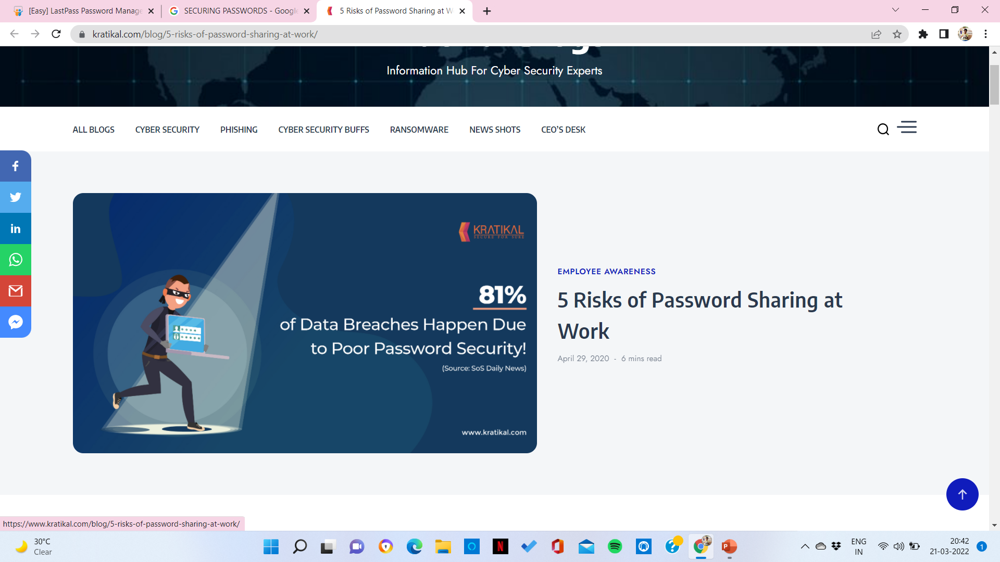 [Easy] LastPass Password Manage
SECURING PASSWORDS - Google
5 Risks of Password Sharing at W
kratikal.com/blog/5-risks-of-password-sharing-at-work/
Information Hub For Cyber Security Experts
ALL BLOGS
CYBER SECURITY
PHISHING
CYBER SECURITY BUFFS
RANSOMWARE
NEWS SHOTS
CEO’S DESK
KRATIKAL
SECURE FOR SURE
81%
of Data Breaches Happen Due
to Poor Password Security!
(Source: SoS Daily News)
www.kratikal.com
EMPLOYEE AWARENESS
5 Risks of Password Sharing at
Work
April 29, 2020 - 6 mins read
https://www.kratikal.com/blog/5-risks-of-password-sharing-at-work/
30°C
Clear
ENG
IN
20:42
21-03-2022
1